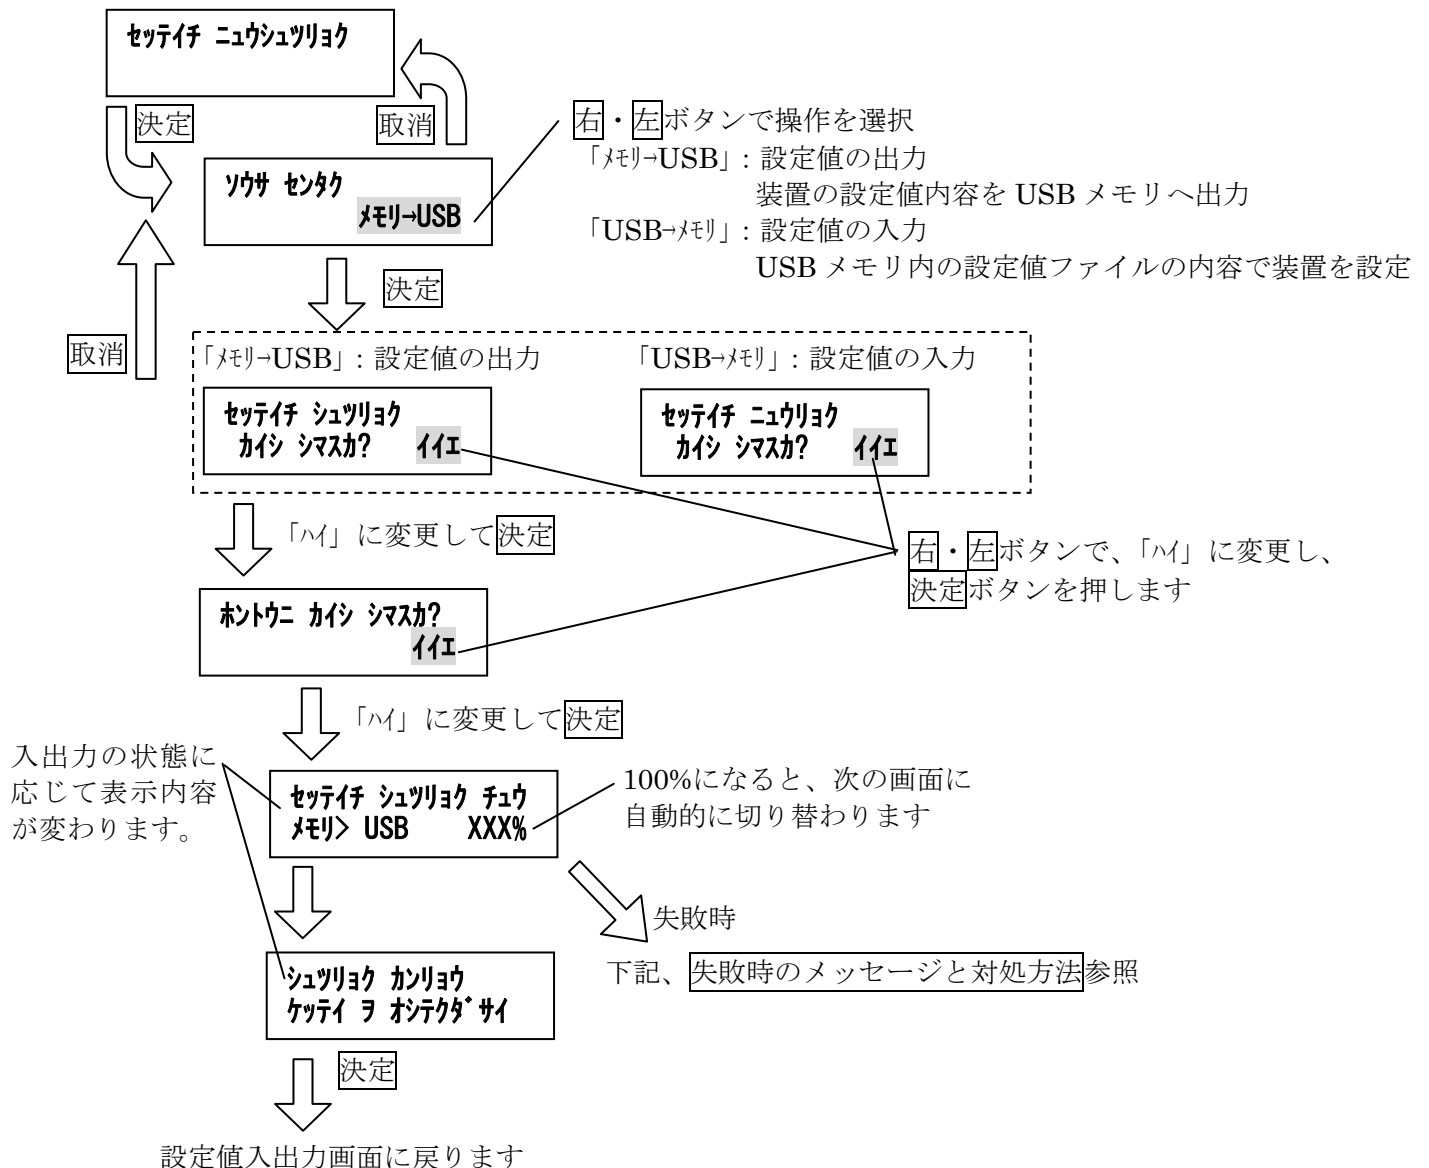 ｾｯﾃｲﾁ ﾆｭｳｼｭﾂﾘｮｸ
決定
取消
右・左ボタンで操作を選択
ｿｳｻ ｾﾝﾀｸ
ﾒﾓﾘ→USB
「ﾒﾓﾘ→USB」：設定値の出力
装置の設定値内容を USB メモリへ出力
「USB→ﾒﾓﾘ」：設定値の入力
USB メモリ内の設定値ファイルの内容で装置を設定
決定
取消
「ﾒﾓﾘ→USB」：設定値の出力
「USB→ﾒﾓﾘ」：設定値の入力
ｾｯﾃｲﾁ ｼｭﾂﾘｮｸ
ｶｲｼ ｼﾏｽｶ? ｲｲｴ
ｾｯﾃｲﾁ ﾆｭｳﾘｮｸ
ｶｲｼ ｼﾏｽｶ? ｲｲｴ
「ﾊｲ」に変更して決定
右・左ボタンで、「ﾊｲ」に変更し、
決定ボタンを押します
ﾎﾝﾄｳﾆ ｶｲｼ ｼﾏｽｶ?
ｲｲｴ
「ﾊｲ」に変更して決定
入出力の状態に
応じて表示内容
が変わります。
ｾｯﾃｲﾁ ｼｭﾂﾘｮｸ ﾁｭｳ
ﾒﾓﾘ> USB XXX%
100%になると、次の画面に
自動的に切り替わります
失敗時
下記、失敗時のメッセージと対処方法参照
ｼｭﾂﾘｮｸ ｶﾝﾘｮｳ
ｹｯﾃｲ ｦ ｵｼﾃｸﾀﾞｻｲ
決定
設定値入出力画面に戻ります